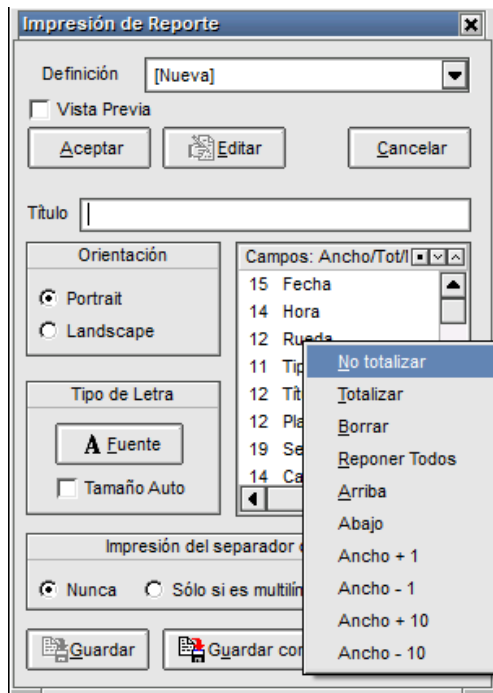 Impresión de Reporte
Definición [Nueva]
Vista Previa
Aceptar Editar Cancelar
Título
Orientación
Portrait
Landscape
Campos: Ancho/Tot/
15 Fecha
14 Hora
12 Rueda
11 Tip
12 Tít
12 Pla
19 Se
14 Ca
No totalizar
Totalizar
Borrar
Reponer Todos
Arriba
Abajo
Ancho + 1
Ancho - 1
Ancho + 10
Ancho - 10
Tipo de Letra
A Fuente
Tamaño Auto
Impresión del separador
Nunca Sólo si es multilín
Guardar Guardar con